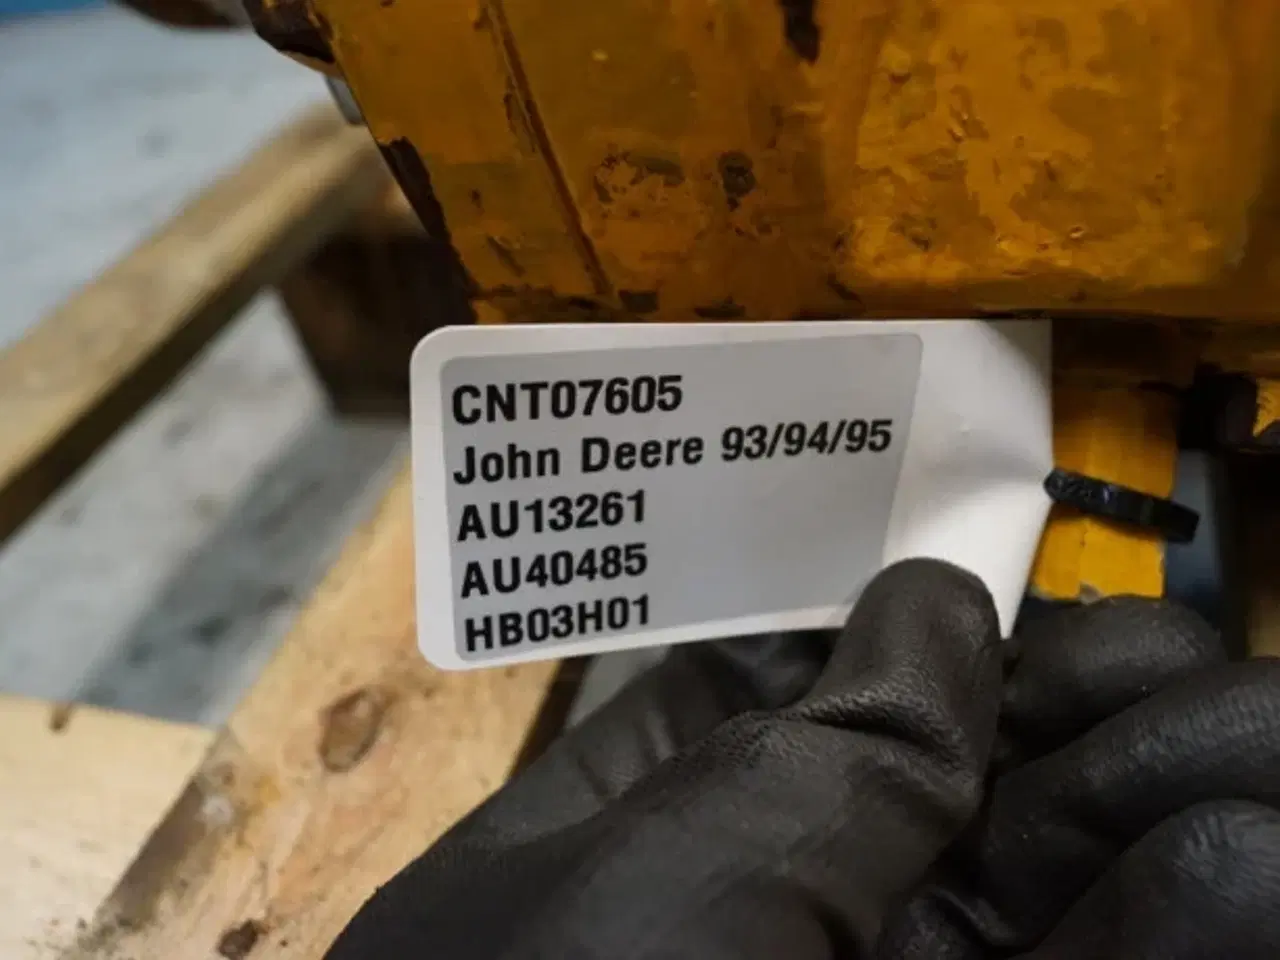 CNT07605
John Deere 93/94/95
AU13261
AU40485
HB03H01